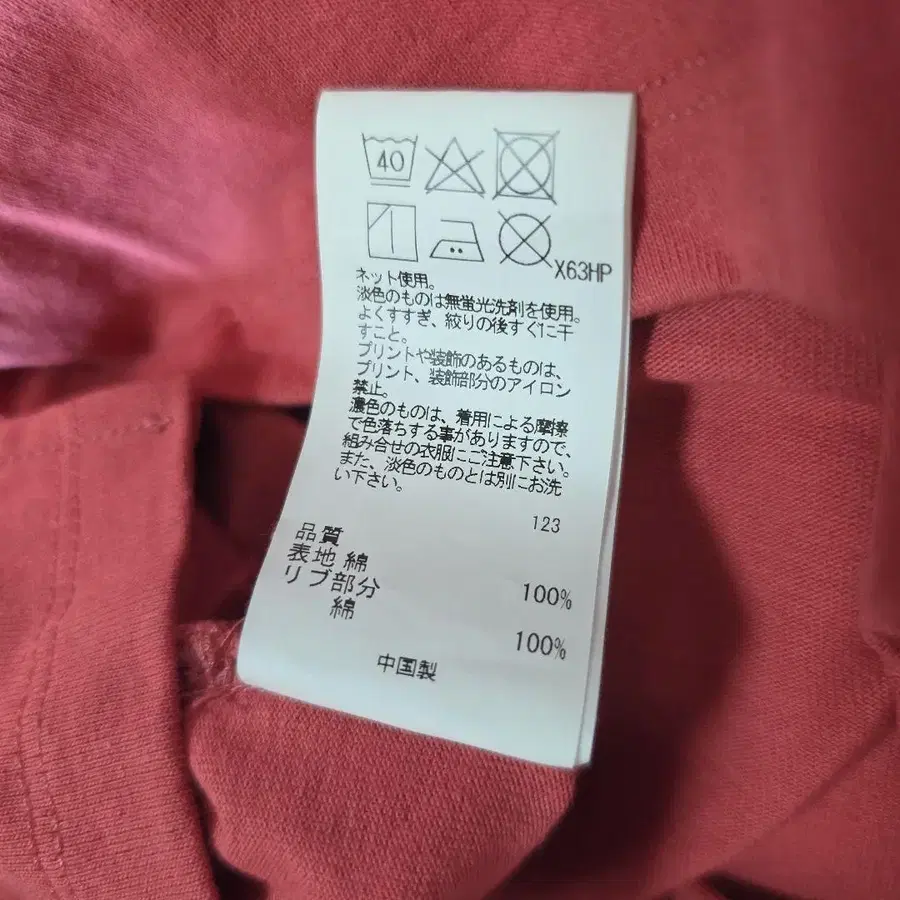 40
X63HP
ネット使用。
淡色のものは無蛍光洗剤を使用。
よくすすぎ、絞りの後すぐに干
すこと。
プリントや装飾のあるものは、
プリント、装飾部分のアイロン
禁止。
濃色のものは、着用による摩擦
で色落ちする事がありますので、
組み合せの衣服にご注意下さい。
また、淡色のものとは別にお洗
い下さい。
123
品質
表地 綿 100%
リブ部分
綿 100%
中国製